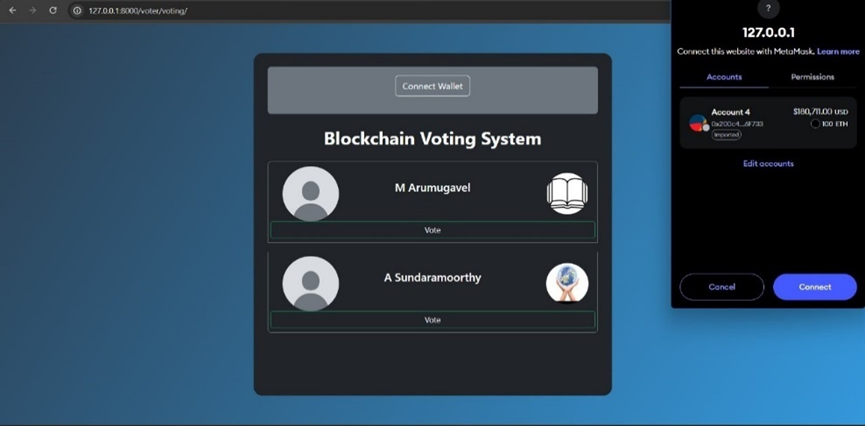 127.0.0.1:8000/voter/voting/
Connect Wallet
Blockchain Voting System
M Arumugavel
Vote
A Sundaramoorthy
Vote
?
127.0.0.1
Connect this website with MetaMask. Learn more
Accounts Permissions
Account 4 $180,711.00 USD
0x200c4...6F733 100 ETH
Imported
Edit accounts
Cancel Connect